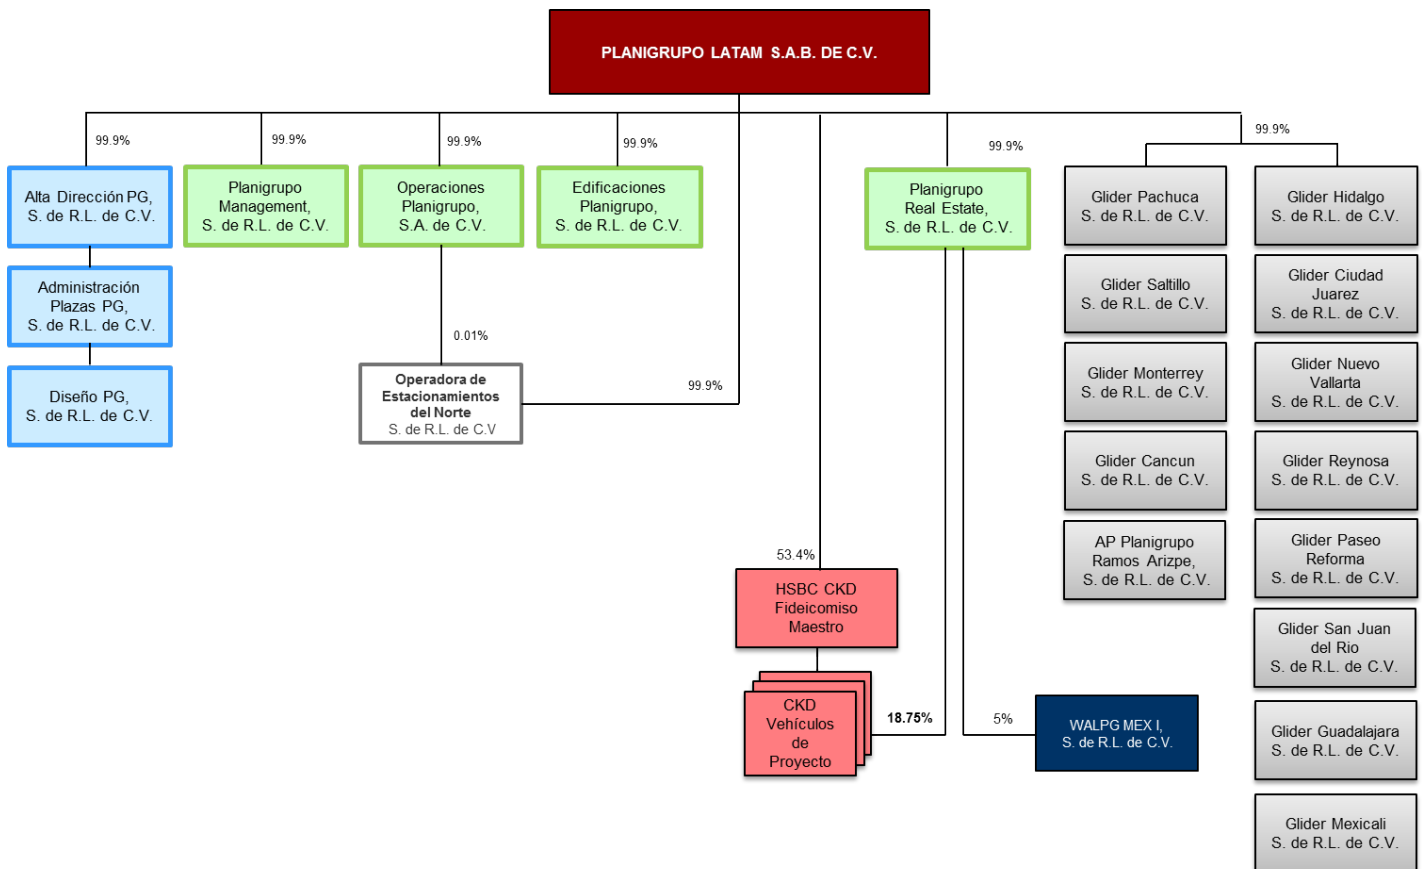 PLANIGRUPO LATAM S.A.B. DE C.V.
99.9%
99.9%
99.9%
99.9%
99.9%
99.9%
Alta Dirección PG,
S. de R.L. de C.V.
Planigrupo
Management,
S. de R.L. de C.V.
Operaciones
Planigrupo,
S.A. de C.V.
Edificaciones
Planigrupo,
S. de R.L. de C.V.
Planigrupo
Real Estate,
S. de R.L. de C.V.
Glider Pachuca
S. de R.L. de C.V.
Glider Hidalgo
S. de R.L. de C.V.
Administración
Plazas PG,
S. de R.L. de C.V.
Glider Saltillo
S. de R.L. de C.V.
Glider Ciudad
Juarez
S. de R.L. de C.V.
0.01%
Diseño PG,
S. de R.L. de C.V.
Operadora de
Estacionamientos
del Norte
S. de R.L. de C.V
99.9%
Glider Monterrey
S. de R.L. de C.V.
Glider Nuevo
Vallarta
S. de R.L. de C.V.
Glider Cancun
S. de R.L. de C.V.
Glider Reynosa
S. de R.L. de C.V.
53.4%
AP Planigrupo
Ramos Arizpe,
S. de R.L. de C.V.
Glider Paseo
Reforma
S. de R.L. de C.V.
HSBC CKD
Fideicomiso
Maestro
Glider San Juan
del Rio
S. de R.L. de C.V.
CKD
Vehículos
de
Proyecto
18.75%
5%
WALPG MEX I,
S. de R.L. de C.V.
Glider Guadalajara
S. de R.L. de C.V.
Glider Mexicali
S. de R.L. de C.V.